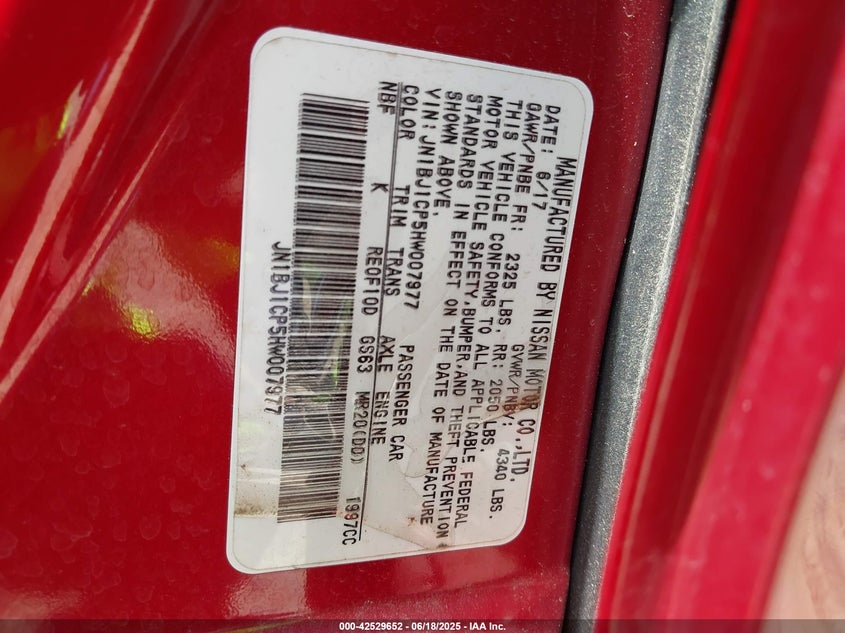 MANUFACTURED BY NISSAN MOTOR CO.,LTD.
DATE: 6/17 GVWR/PNBV: 4340 LBS.
GAWR/PNBE FR: 2325 LBS. RR: 2050 LBS.
THIS VEHICLE CONFORMS TO ALL APPLICABLE FEDERAL
MOTOR VEHICLE SAFETY,BUMPER,AND THEFT PREVENTION
STANDARDS IN EFFECT ON THE DATE OF MANUFACTURE
SHOWN ABOVE.
VIN:JN1BJ1CP5HW007977 PASSENGER CAR
COLOR TRIM TRANS AXLE ENGINE
NBF K RE0F10D GS63 MR20(DD) 1997CC
JN1BJ1CP5HW007977
000-42529652 - 06/18/2025 - IAA Inc.